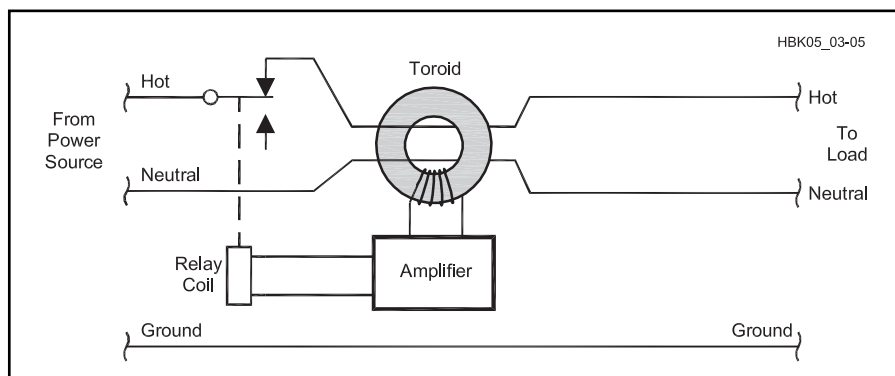 HBK05_03-05
Toroid
Hot
Hot
From
Power
Source
To
Load
Neutral
Neutral
Relay
Coil
Amplifier
Ground
Ground